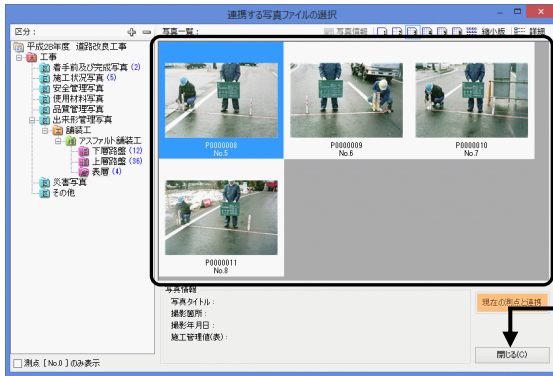 連携する写真ファイルの選択
区分：
写真一覧：
写真情報
縮小版
詳細
平成28年度 道路改良工事
工事
着手前及び完成写真 (2)
施工状況写真 (5)
安全管理写真
使用材料写真
品質管理写真
出来形管理写真
舗装工
アスファルト舗装工
下層路盤 (12)
上層路盤 (36)
表層 (4)
災害写真
その他
P0000008
No.5
P0000009
No.6
P0000010
No.7
P0000011
No.8
写真情報
写真タイトル：
撮影箇所：
撮影年月日：
施工管理値(表)：
現在の測点と連携
閉じる(C)
測点 [ No.0 ] のみ表示